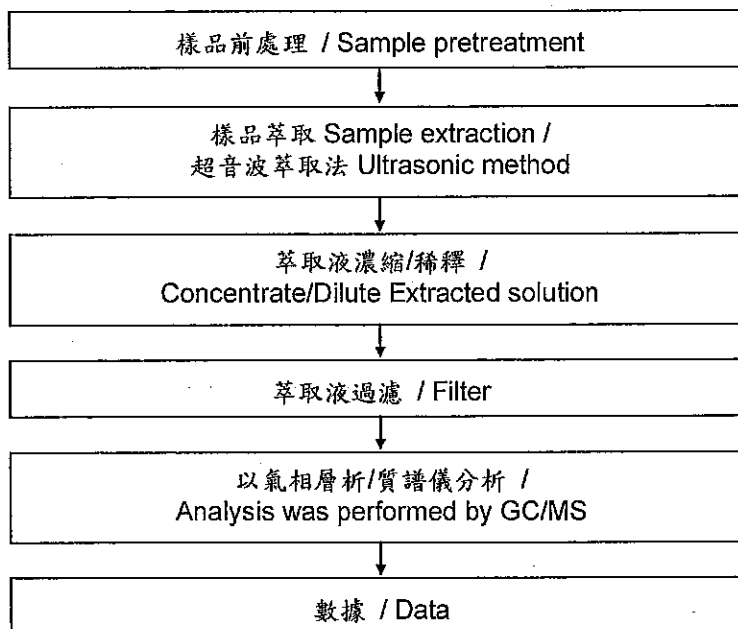 樣品前處理 / Sample pretreatment
樣品萃取 Sample extraction /
超音波萃取法 Ultrasonic method
萃取液濃縮/稀釋 /
Concentrate/Dilute Extracted solution
萃取液過濾 / Filter
以氣相層析/質譜儀分析 /
Analysis was performed by GC/MS
數據 / Data